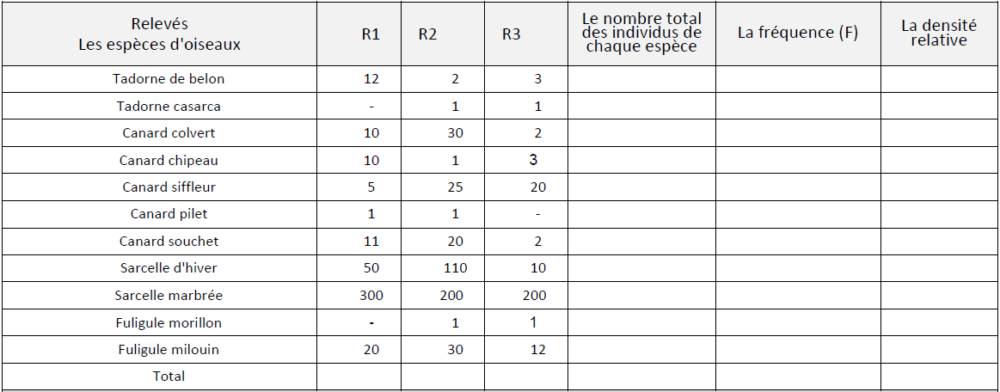 Relevés
Les espèces d'oiseaux
R1
R2
R3
Le nombre total
des individus de
chaque espèce
La fréquence (F)
La densité
relative
Tadorne de belon 12 2 3
Tadorne casarca - 1 1
Canard colvert 10 30 2
Canard chipeau 10 1 3
Canard siffleur 5 25 20
Canard pilet 1 1 -
Canard souchet 11 20 2
Sarcelle d'hiver 50 110 10
Sarcelle marbrée 300 200 200
Fuligule morillon - 1 1
Fuligule milouin 20 30 12
Total